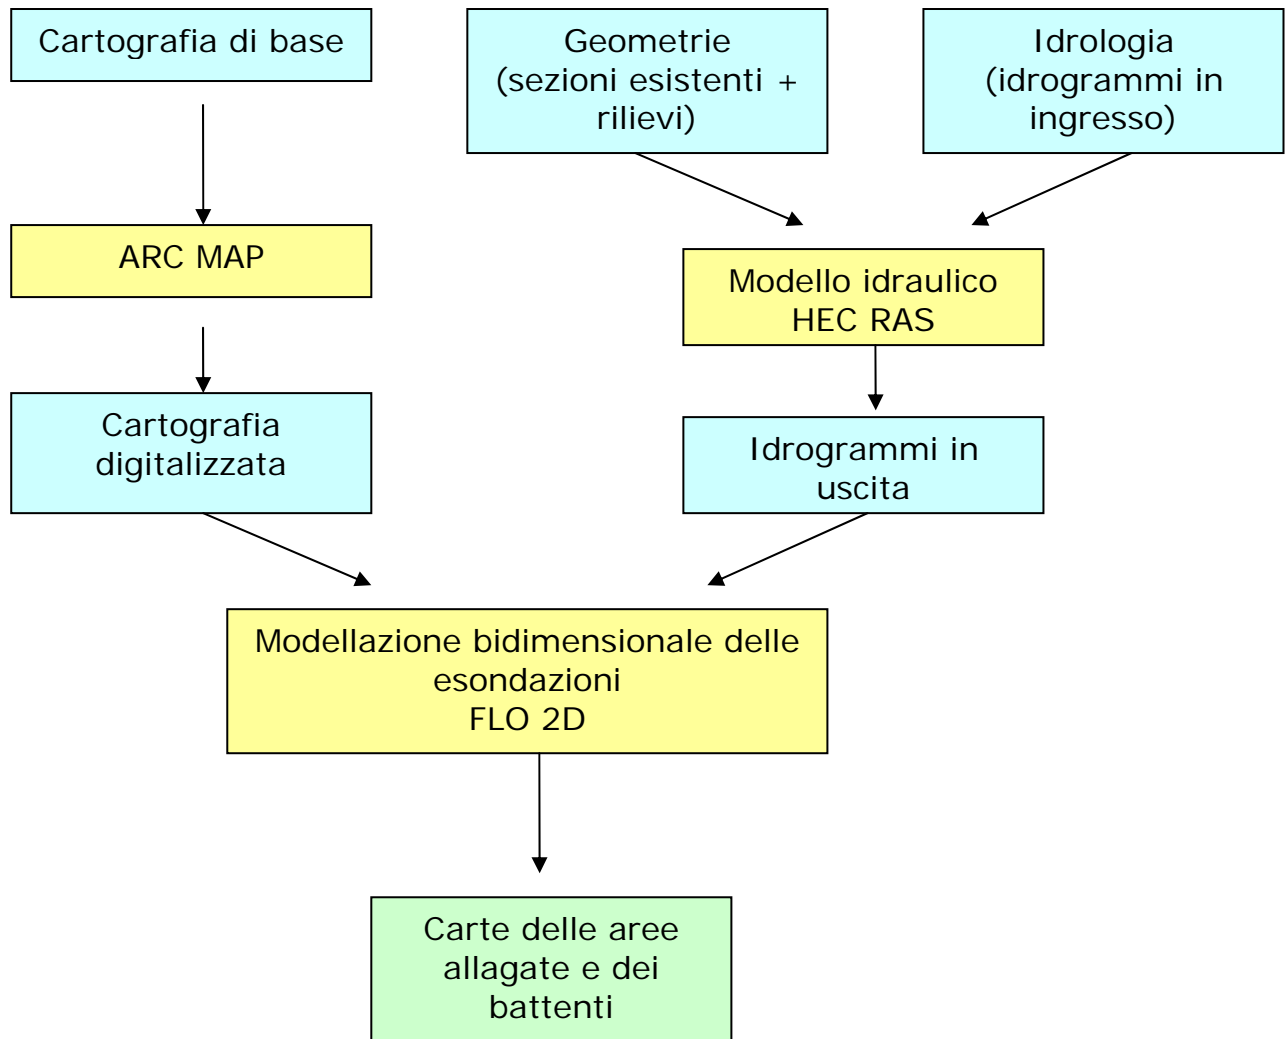 Cartografia di base
Geometrie
(sezioni esistenti +
rilievi)
Idrologia
(idrogrammi in
ingresso)
ARC MAP
Modello idraulico
HEC RAS
Cartografia
digitalizzata
Idrogrammi in
uscita
Modellazione bidimensionale delle
esondazioni
FLO 2D
Carte delle aree
allagate e dei
battenti